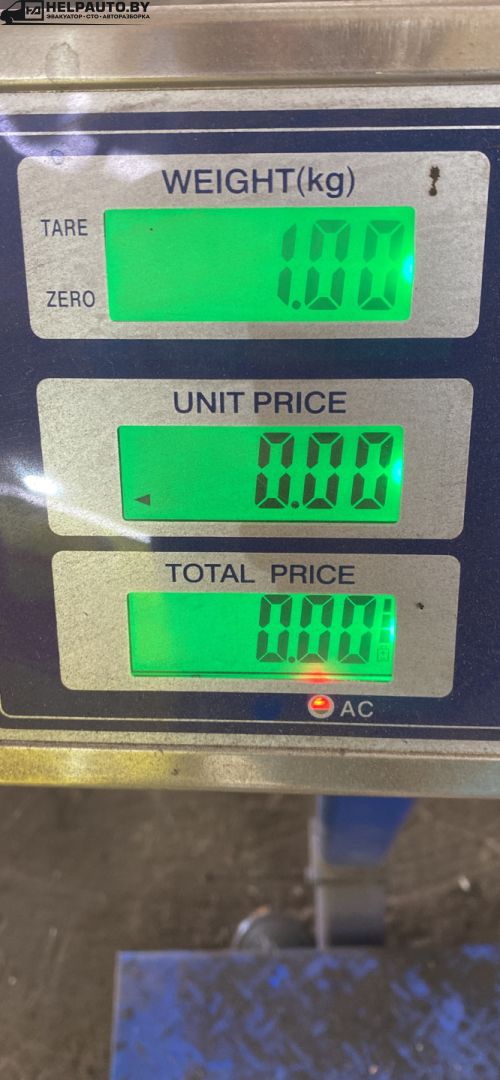 HELPAUTO.BY
ЭВАКУАТОР • СТО • АВТОРАЗБОРКА
WEIGHT(kg)
TARE
1.00
ZERO
UNIT PRICE
0.00
TOTAL PRICE
0.00
AC